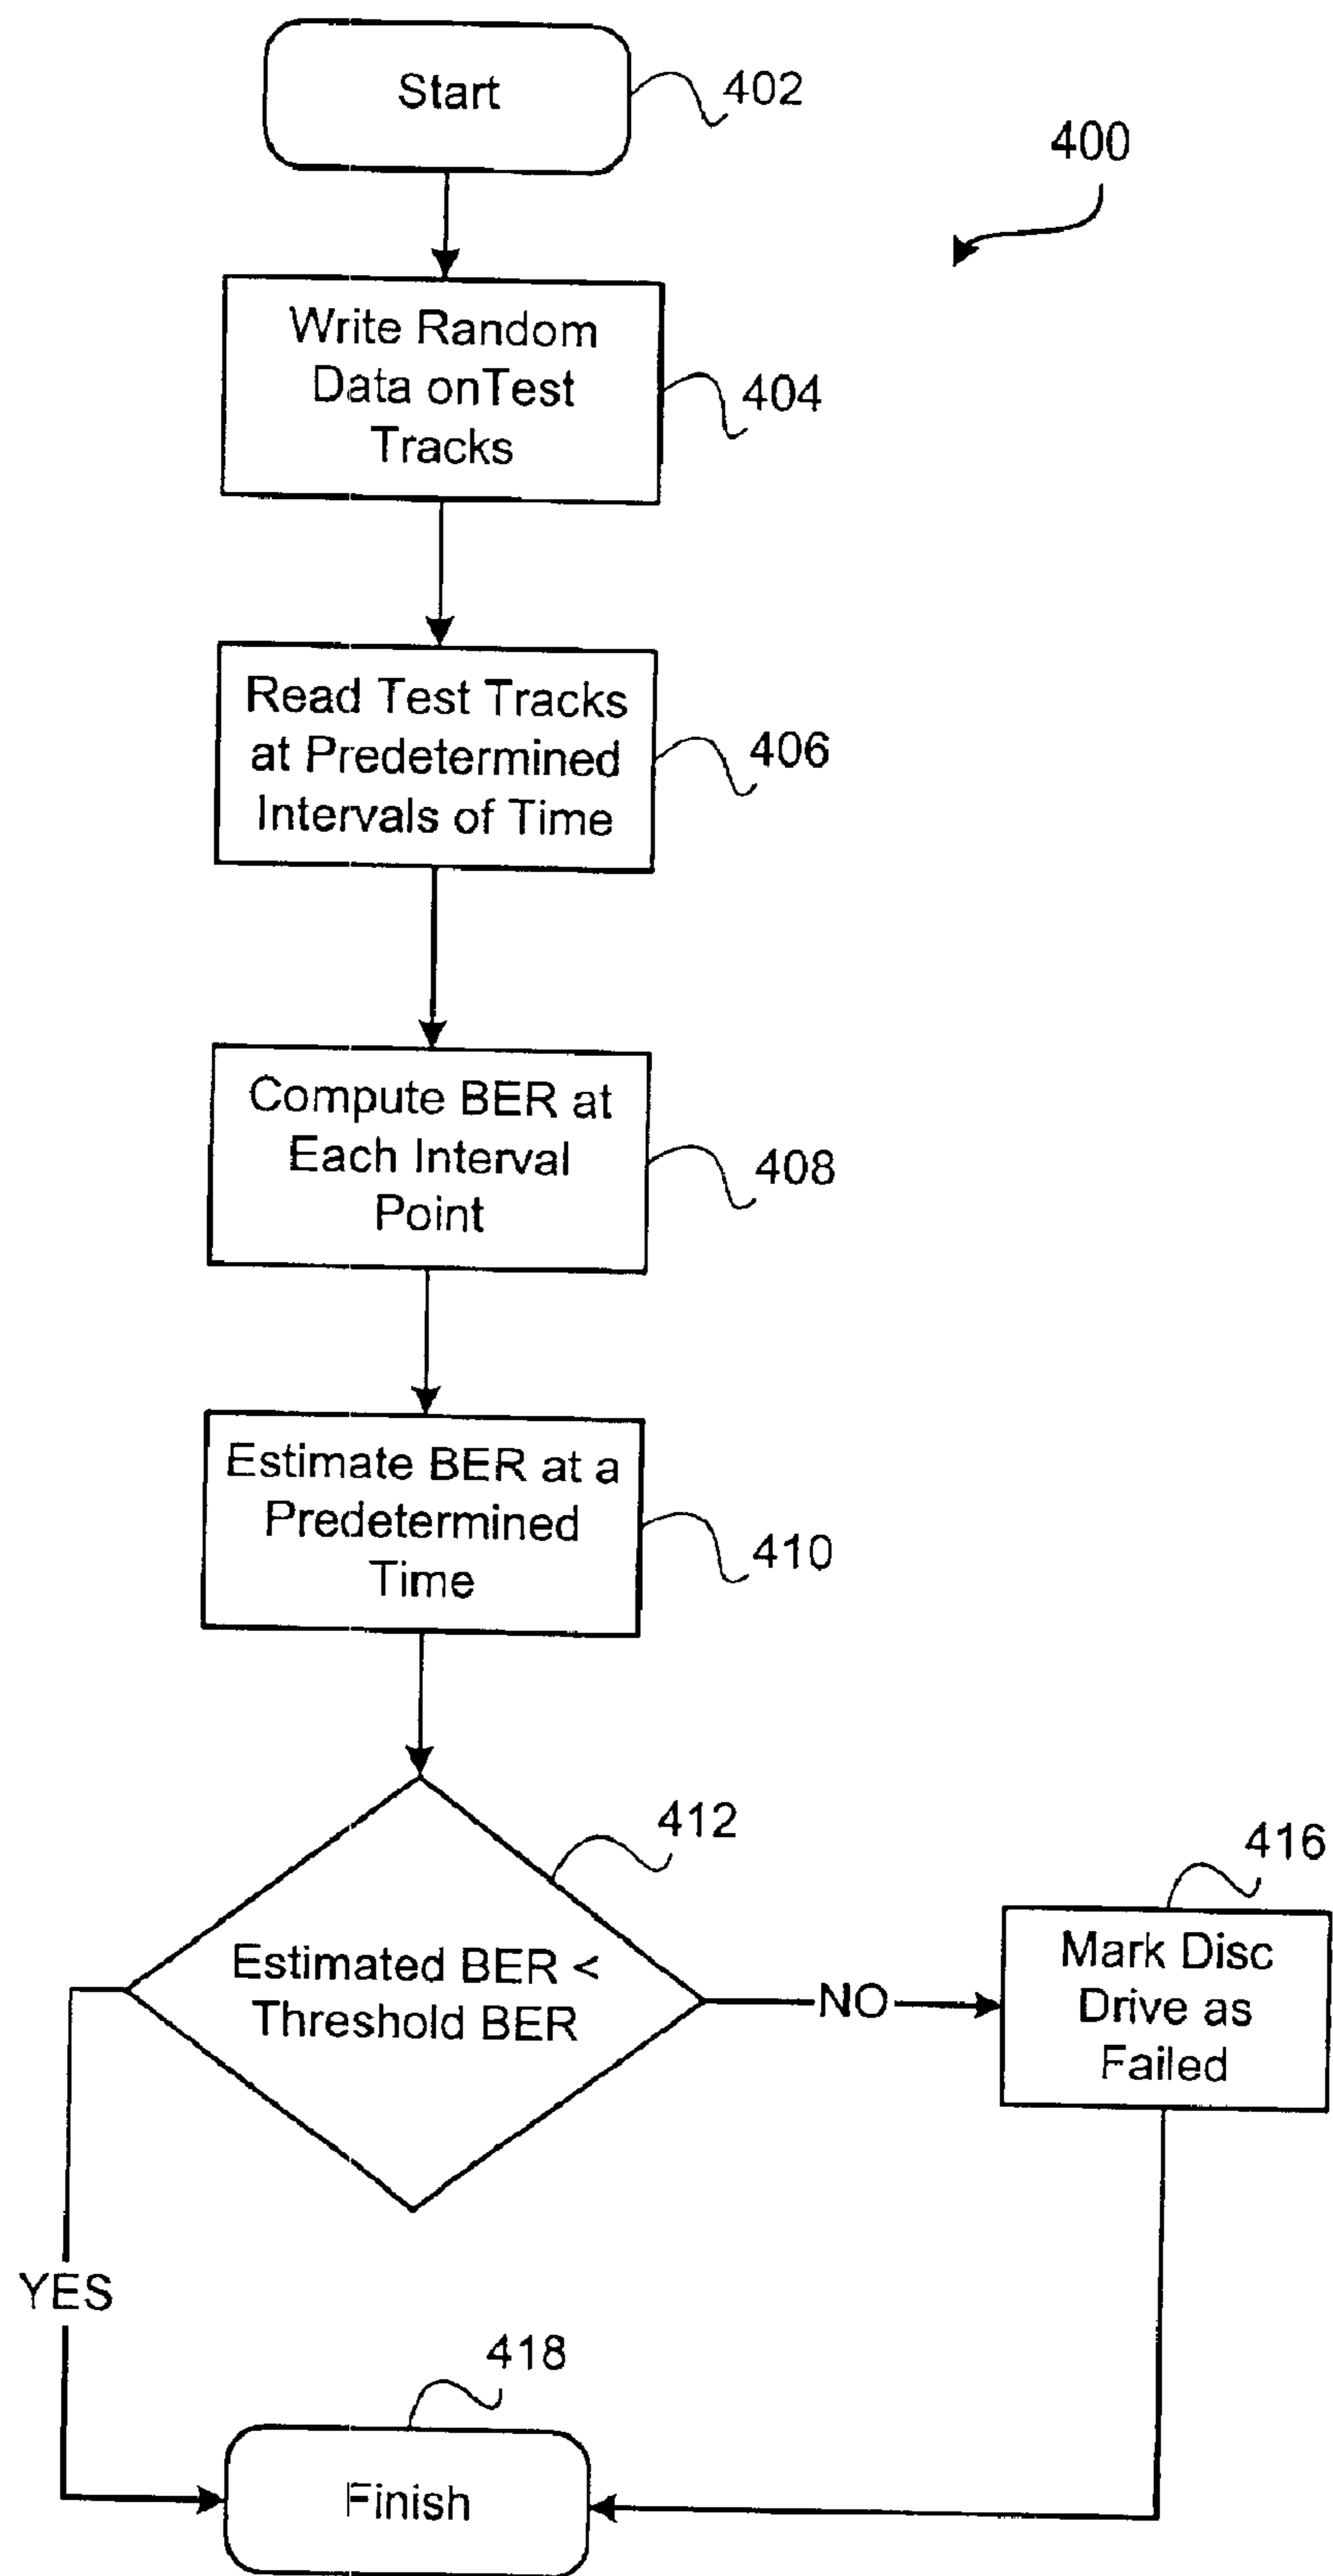 Start
402
400
Write Random
Data onTest
Tracks
404
Read Test Tracks
at Predetermined
Intervals of Time
406
Compute BER at
Each Interval
Point
408
Estimate BER at a
Predetermined
Time
410
412
Estimated BER <
Threshold BER
NO
416
Mark Disc
Drive as
Failed
YES
418
Finish